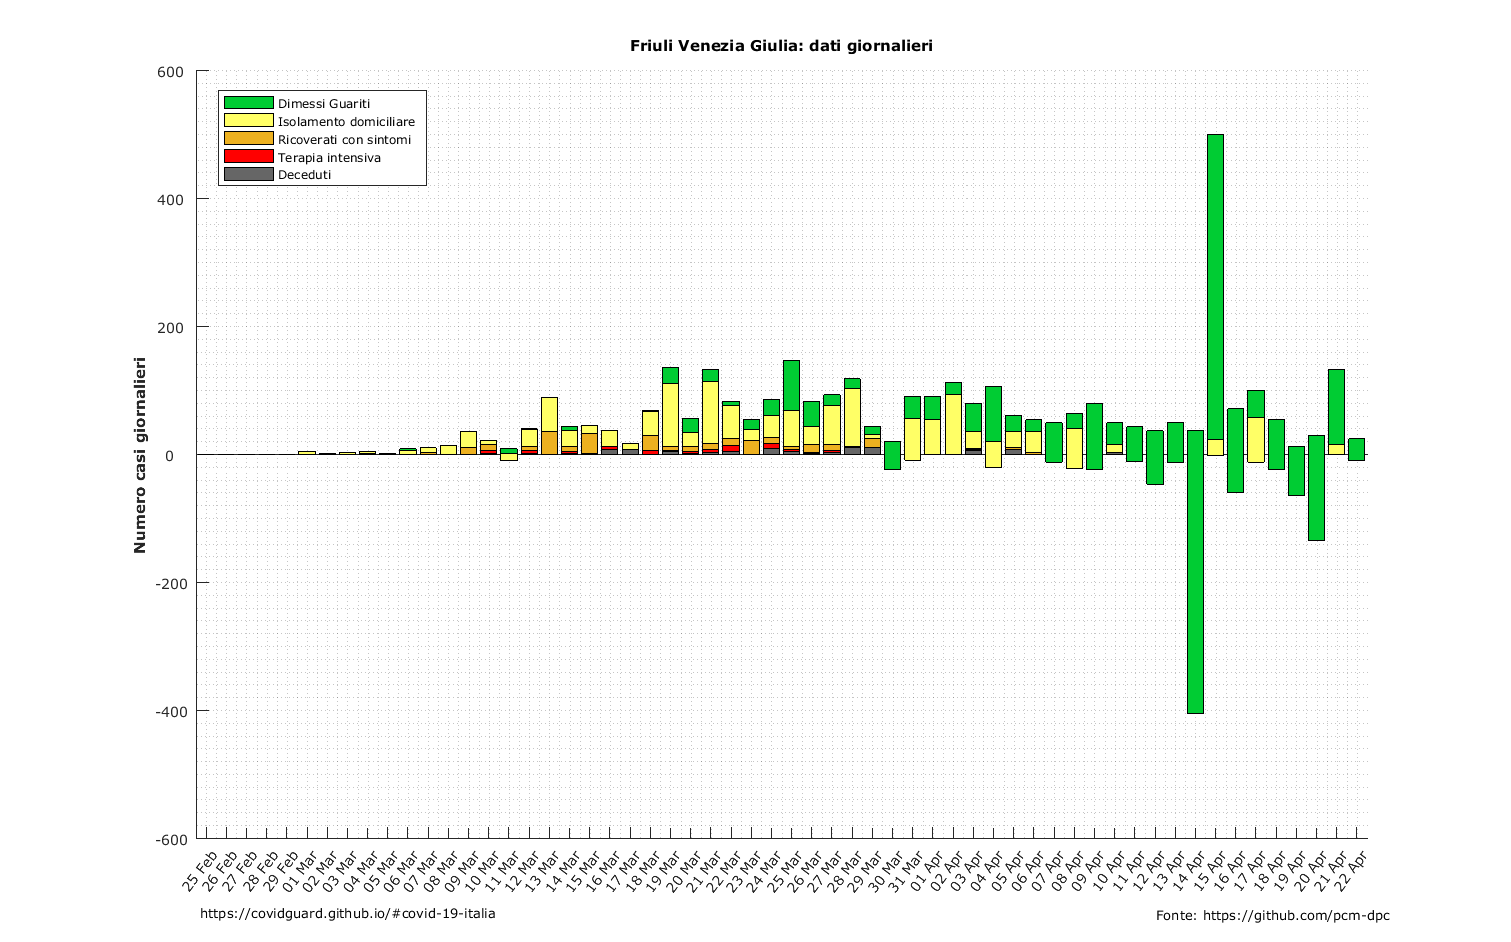 Friuli Venezia Giulia: dati giornalieri
Dimessi Guariti
Isolamento domiciliare
Ricoverati con sintomi
Terapia intensiva
Deceduti
Numero casi giornalieri
600
400
200
0
-200
-400
-600
25 Feb
26 Feb
27 Feb
28 Feb
29 Feb
01 Mar
02 Mar
03 Mar
04 Mar
05 Mar
06 Mar
07 Mar
08 Mar
09 Mar
10 Mar
11 Mar
12 Mar
13 Mar
14 Mar
15 Mar
16 Mar
17 Mar
18 Mar
19 Mar
20 Mar
21 Mar
22 Mar
23 Mar
24 Mar
25 Mar
26 Mar
27 Mar
28 Mar
29 Mar
30 Mar
31 Mar
01 Apr
02 Apr
03 Apr
04 Apr
05 Apr
06 Apr
07 Apr
08 Apr
09 Apr
10 Apr
11 Apr
12 Apr
13 Apr
14 Apr
15 Apr
16 Apr
17 Apr
18 Apr
19 Apr
20 Apr
21 Apr
22 Apr
https://covidguard.github.io/#covid-19-italia
Fonte: https://github.com/pcm-dpc